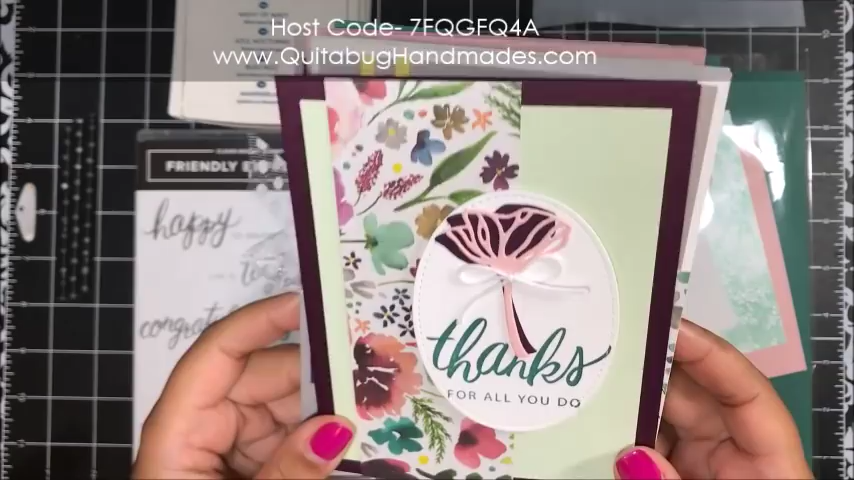 Host Code- 7FQGFQ4A
www.QuitabugHandmades.com
FRIENDLY
happy
thanks
FOR ALL YOU DO